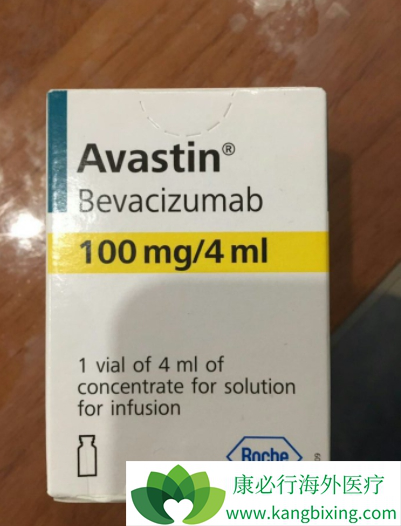 Avastin®
Bevacizumab
100 mg/4 ml
1 vial of 4 ml of
concentrate for solution
for infusion
Roche
康必行海外医疗
www.kangbixing.com